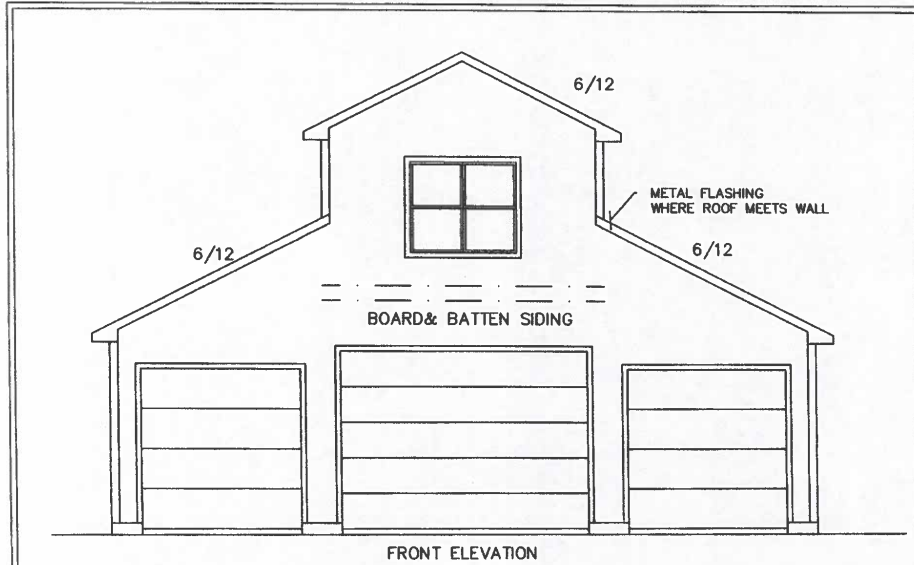 6/12
METAL FLASHING
WHERE ROOF MEETS WALL
6/12
6/12
BOARD& BATTEN SIDING
FRONT ELEVATION